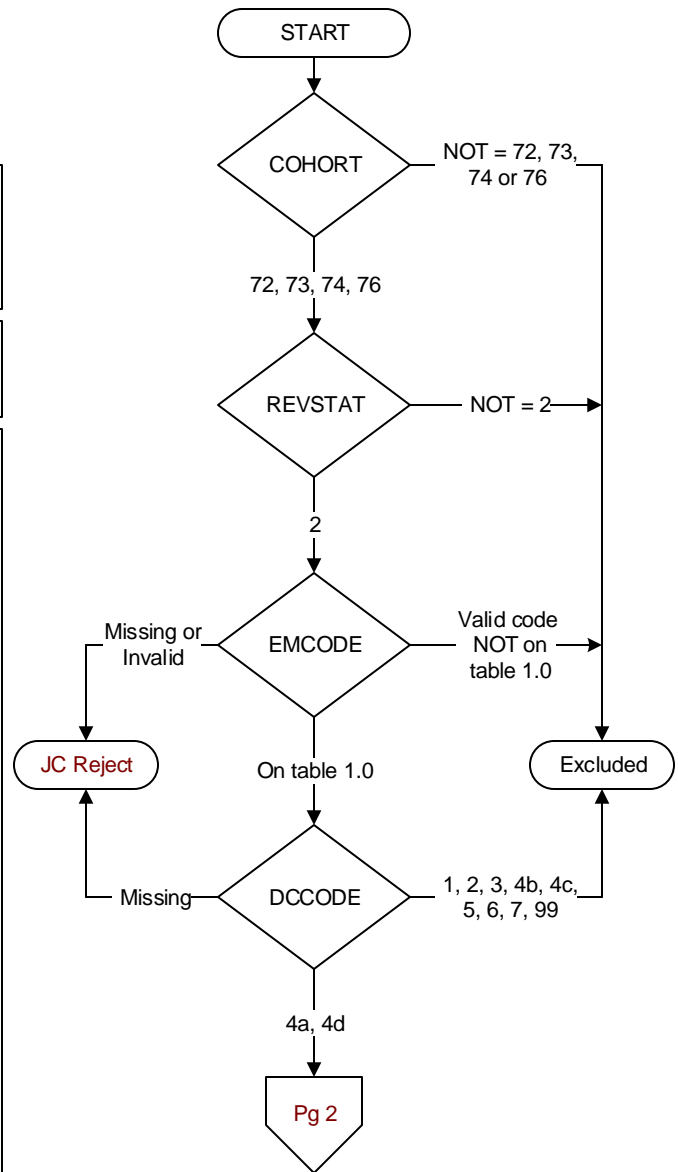 START
COHORT
NOT = 72, 73,
74 or 76
72, 73, 74, 76
REVSTAT
NOT = 2
2
Missing or
Invalid
EMCODE
Valid code
NOT on
table 1.0
JC Reject
On table 1.0
Excluded
Missing
DCCODE
1, 2, 3, 4b, 4c,
5, 6, 7, 99
4a, 4d
Pg 2